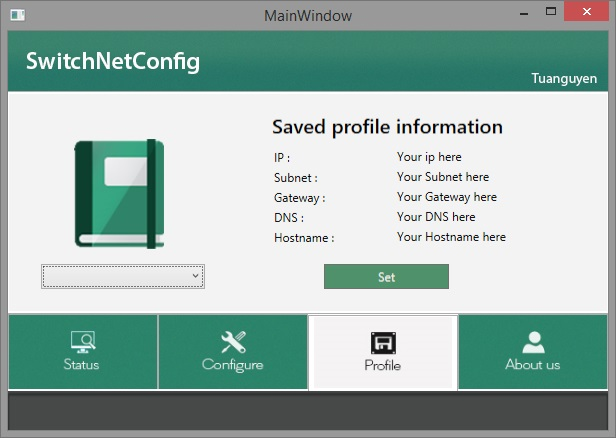 MainWindow
SwitchNetConfig
Tuanguyen
Saved profile information
IP : Your ip here
Subnet : Your Subnet here
Gateway : Your Gateway here
DNS : Your DNS here
Hostname : Your Hostname here
Set
Status Configure Profile About us